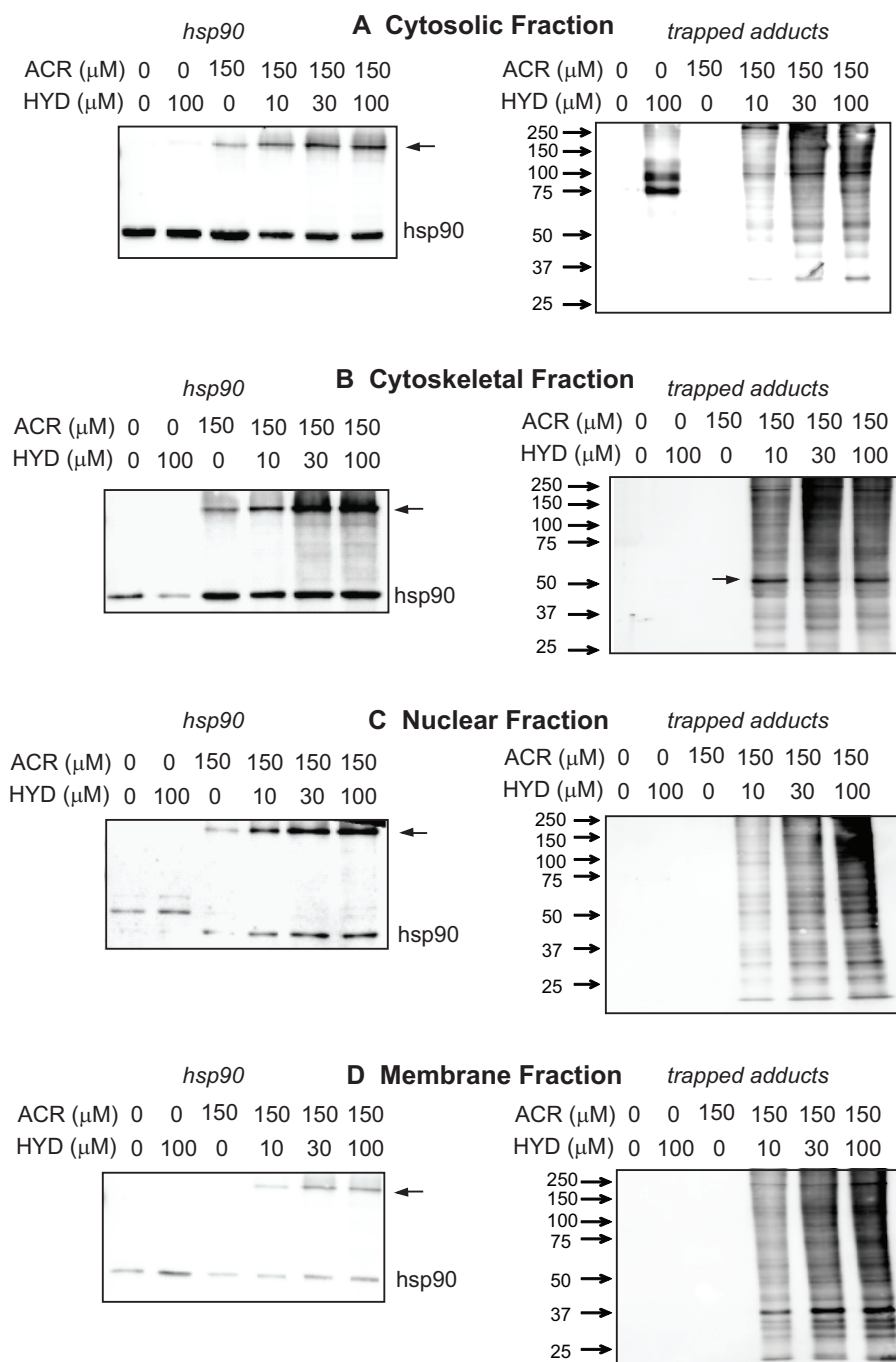 A Cytosolic Fraction
hsp90
ACR (μM) 0 0 150 150 150 150
HYD (μM) 0 100 0 10 30 100
hsp90
trapped adducts
ACR (μM) 0 0 150 150 150 150
HYD (μM) 0 100 0 10 30 100
250
150
100
75
50
37
25
B Cytoskeletal Fraction
hsp90
ACR (μM) 0 0 150 150 150 150
HYD (μM) 0 100 0 10 30 100
hsp90
trapped adducts
ACR (μM) 0 0 150 150 150 150
HYD (μM) 0 100 0 10 30 100
250
150
100
75
50
37
25
C Nuclear Fraction
hsp90
ACR (μM) 0 0 150 150 150 150
HYD (μM) 0 100 0 10 30 100
hsp90
trapped adducts
ACR (μM) 0 0 150 150 150 150
HYD (μM) 0 100 0 10 30 100
250
150
100
75
50
37
25
D Membrane Fraction
hsp90
ACR (μM) 0 0 150 150 150 150
HYD (μM) 0 100 0 10 30 100
hsp90
trapped adducts
ACR (μM) 0 0 150 150 150 150
HYD (μM) 0 100 0 10 30 100
250
150
100
75
50
37
25